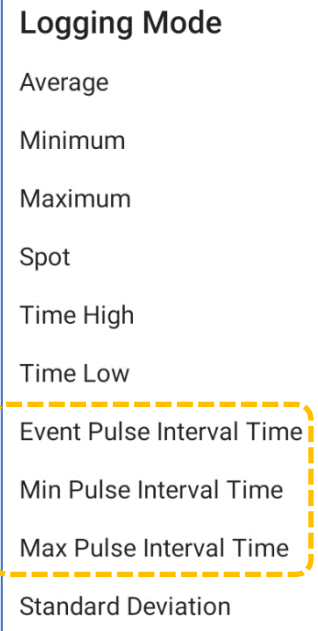 Logging Mode
Average
Minimum
Maximum
Spot
Time High
Time Low
Event Pulse Interval Time
Min Pulse Interval Time
Max Pulse Interval Time
Standard Deviation